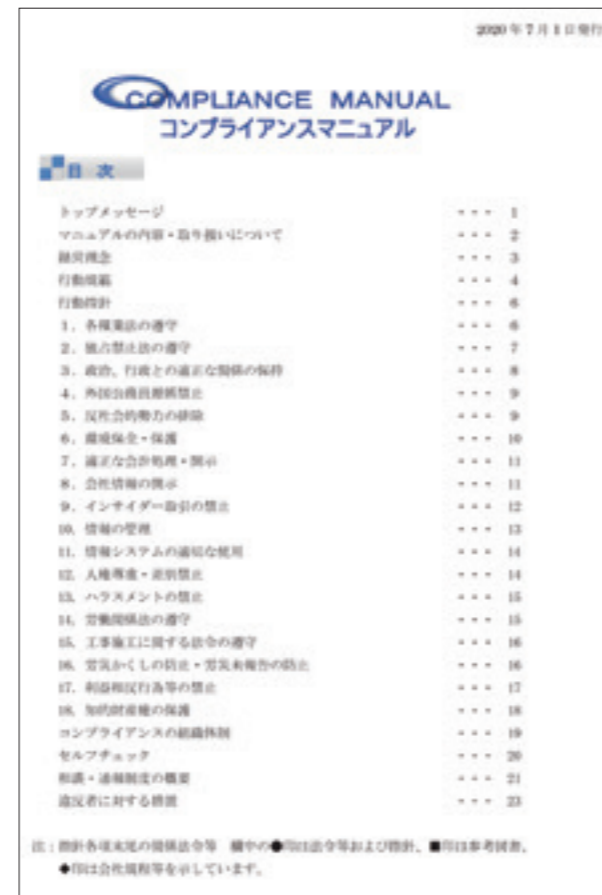 2020年7月1日発行
COMPLIANCE MANUAL
コンプライアンスマニュアル
目 次
トップメッセージ ・・・ 1
マニュアルの内容・取り扱いについて ・・・ 2
経営理念 ・・・ 3
行動規範 ・・・ 4
行動指針 ・・・ 6
1. 各種業法の遵守 ・・・ 6
2. 独占禁止法の遵守 ・・・ 7
3. 政治、行政との適正な関係の保持 ・・・ 8
4. 外国公務員贈賄禁止 ・・・ 9
5. 反社会的勢力の排除 ・・・ 9
6. 環境保全・保護 ・・・ 10
7. 適正な会計処理・開示 ・・・ 11
8. 会社情報の開示 ・・・ 11
9. インサイダー取引の禁止 ・・・ 12
10. 情報の管理 ・・・ 13
11. 情報システムの適切な使用 ・・・ 14
12. 人権尊重・差別禁止 ・・・ 14
13. ハラスメントの禁止 ・・・ 15
14. 労働関係法の遵守 ・・・ 15
15. 工事施工に関する法令の遵守 ・・・ 16
16. 労災かくしの防止・労災未報告の防止 ・・・ 16
17. 利益相反行為等の禁止 ・・・ 17
18. 知的財産権の保護 ・・・ 18
コンプライアンスの組織体制 ・・・ 19
セルフチェック ・・・ 20
相談・通報制度の概要 ・・・ 21
違反者に対する措置 ・・・ 23
注：指針各項末尾の関係法令等 欄中の●印は法令等および指針、■印は参考図書、
◆印は会社規程等を示しています。